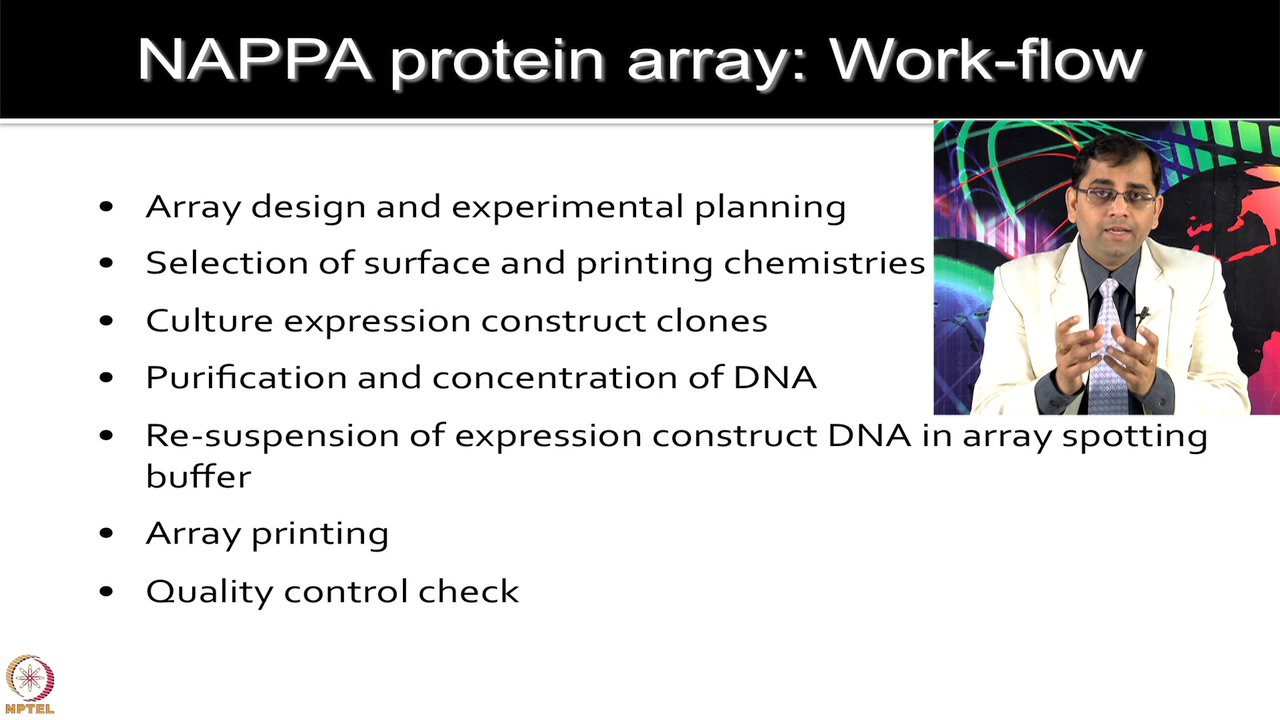 NAPPA protein array: Work-flow
• Array design and experimental planning
• Selection of surface and printing chemistries
• Culture expression construct clones
• Purification and concentration of DNA
• Re-suspension of expression construct DNA in array spotting
buffer
• Array printing
• Quality control check
NPTEL